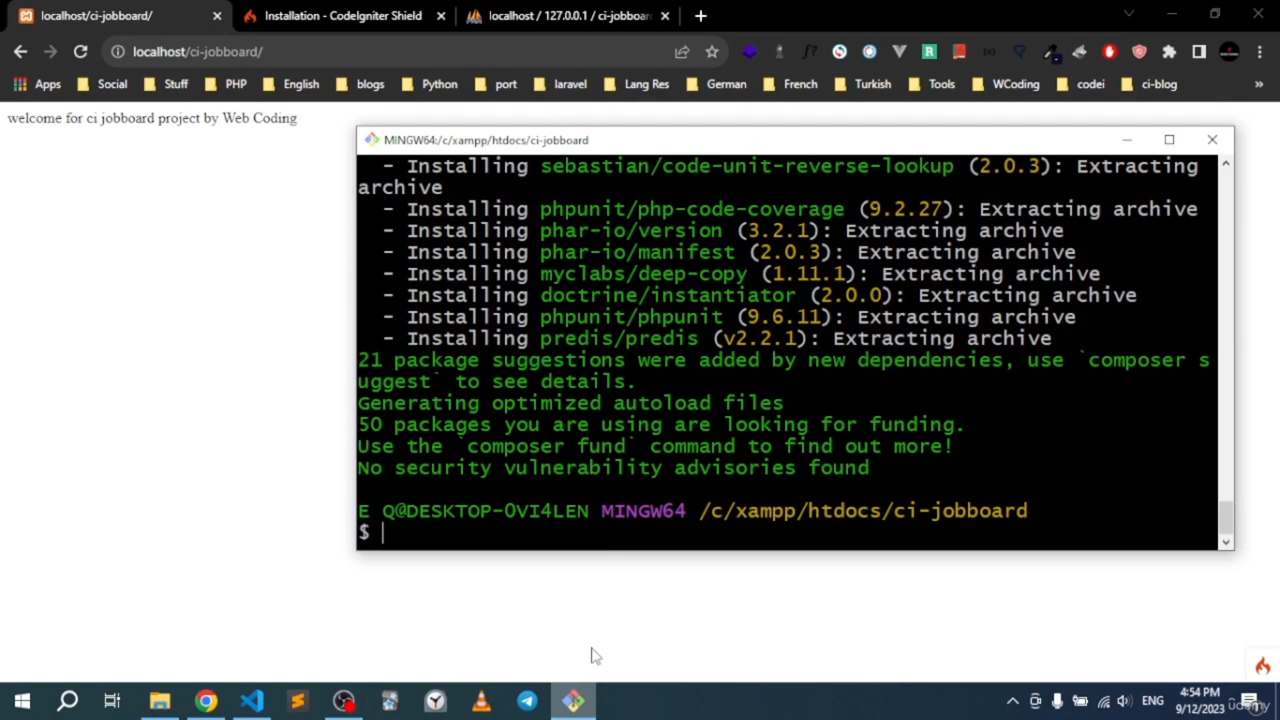 localhost/ci-jobboard/
Installation - CodeIgniter Shield
localhost / 127.0.0.1 / ci-jobboar
localhost/ci-jobboard/
Apps
Social
Stuff
PHP
English
blogs
Python
port
laravel
Lang Res
German
French
Turkish
Tools
WCoding
codei
ci-blog
»
welcome for ci jobboard project by Web Coding
MINGW64:/c/xampp/htdocs/ci-jobboard
- Installing sebastian/code-unit-reverse-lookup (2.0.3): Extracting
archive
- Installing phpunit/php-code-coverage (9.2.27): Extracting archive
- Installing phar-io/version (3.2.1): Extracting archive
- Installing phar-io/manifest (2.0.3): Extracting archive
- Installing myclabs/deep-copy (1.11.1): Extracting archive
- Installing doctrine/instantiator (2.0.0): Extracting archive
- Installing phpunit/phpunit (9.6.11): Extracting archive
- Installing predis/predis (v2.2.1): Extracting archive
21 package suggestions were added by new dependencies, use `composer s
uggest` to see details.
Generating optimized autoload files
50 packages you are using are looking for funding.
Use the `composer fund` command to find out more!
No security vulnerability advisories found
E Q@DESKTOP-0VI4LEN MINGW64 /c/xampp/htdocs/ci-jobboard
$
ENG
4:54 PM
9/12/2023
udemy